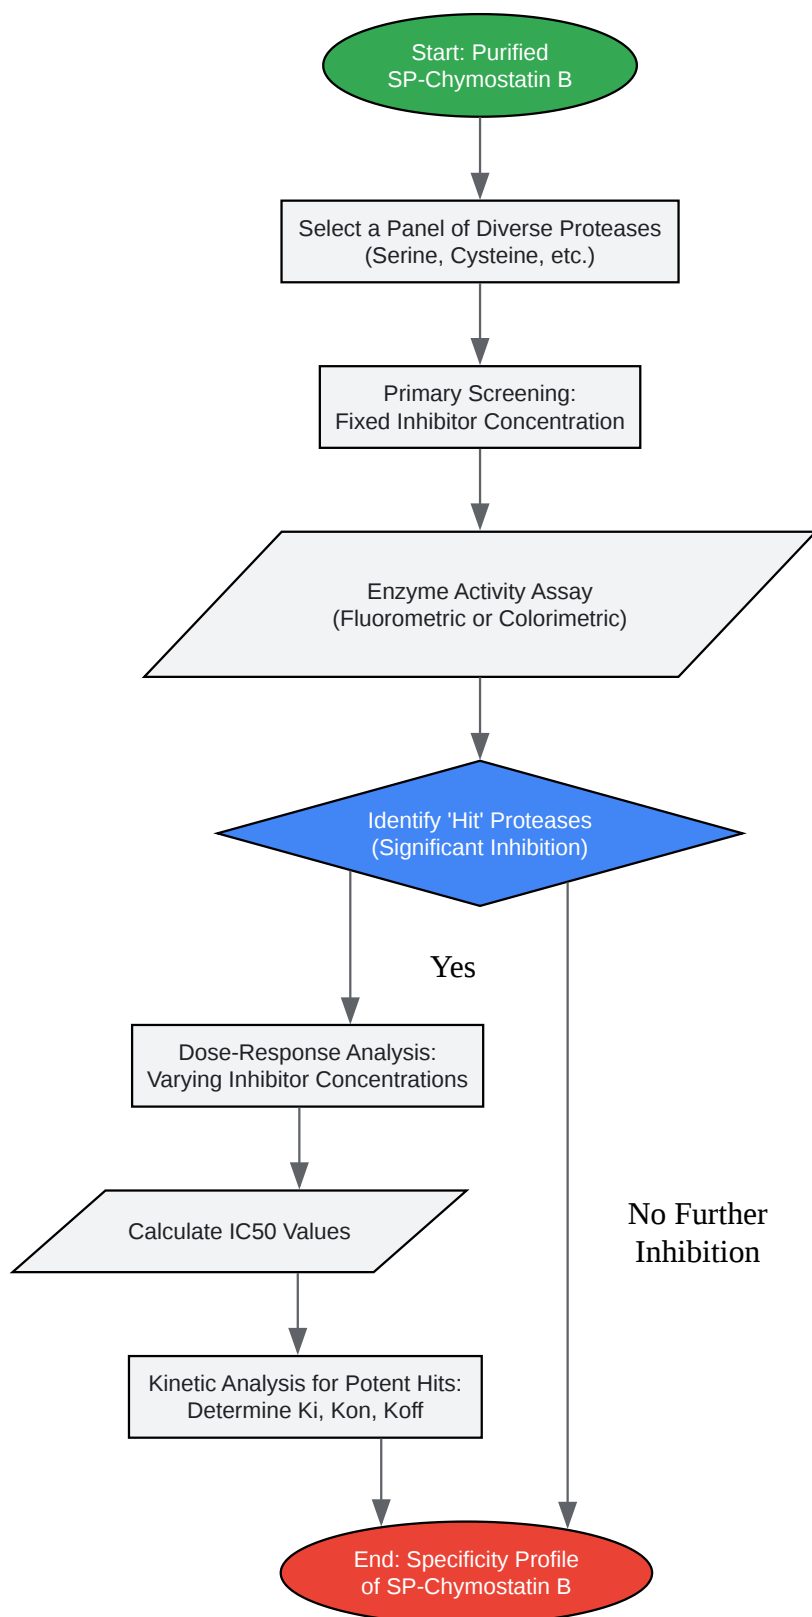 Start: Purified
SP-Chymostatin B
Select a Panel of Diverse Proteases
(Serine, Cysteine, etc.)
Primary Screening:
Fixed Inhibitor Concentration
Enzyme Activity Assay
(Fluorometric or Colorimetric)
Identify 'Hit' Proteases
(Significant Inhibition)
Yes
Dose-Response Analysis:
Varying Inhibitor Concentrations
No Further
Inhibition
Calculate IC50 Values
Kinetic Analysis for Potent Hits:
Determine Ki, Kon, Koff
End: Specificity Profile
of SP-Chymostatin B